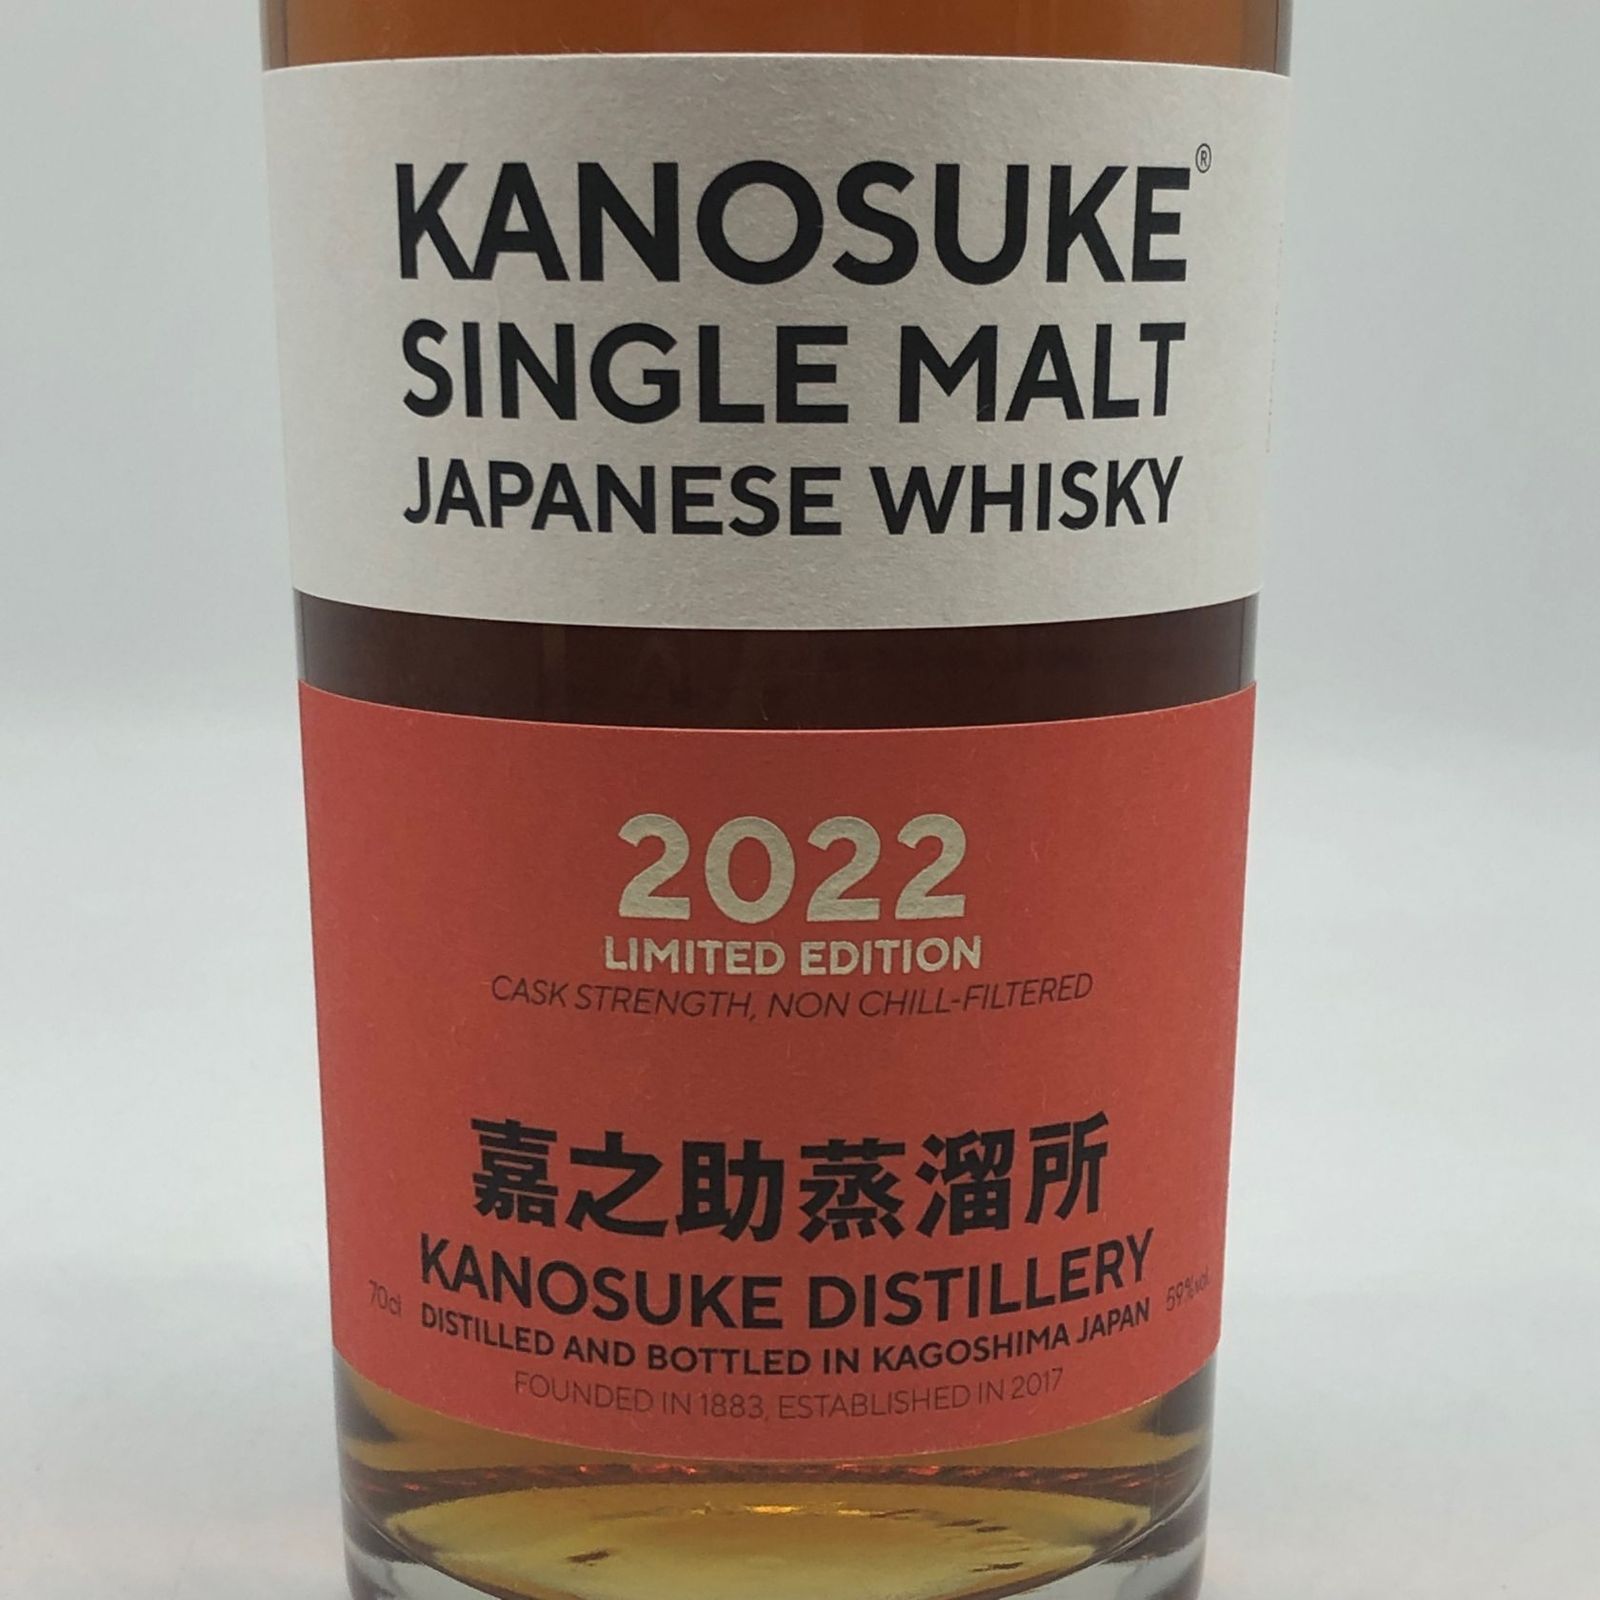 KANOSUKE®
SINGLE MALT
JAPANESE WHISKY
2022
LIMITED EDITION
CASK STRENGTH, NON CHILL-FILTERED
嘉之助蒸溜所
KANOSUKE DISTILLERY
70cl
59%vol.
DISTILLED AND BOTTLED IN KAGOSHIMA JAPAN
FOUNDED IN 1883, ESTABLISHED IN 2017